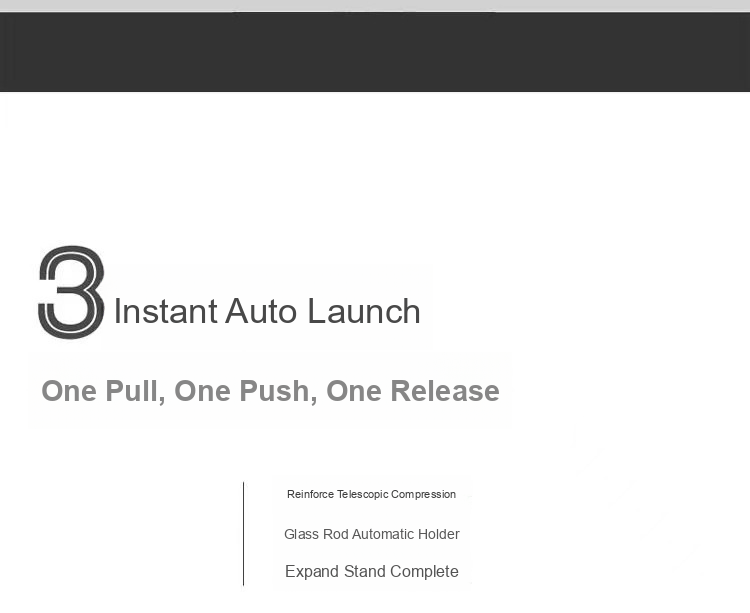 3 Instant Auto Launch
One Pull, One Push, One Release
Reinforce Telescopic Compression
Glass Rod Automatic Holder
Expand Stand Complete